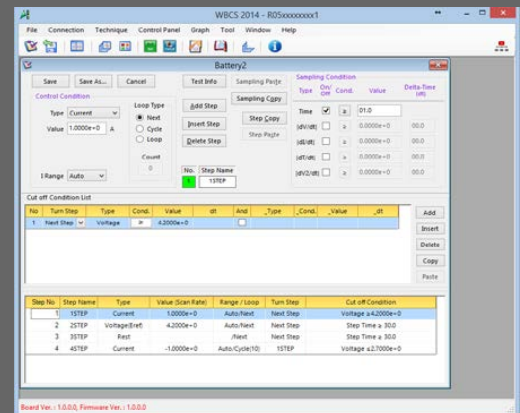 WBCS 2014 - R05xxxxxxxx1
File Connection Technique Control Panel Graph Tool Window Help
Battery2
Save Save As... Cancel Test Info Sampling Paste
Sampling Condition
Type On/Off Cond. Value Delta-Time (dt)
Control Condition
Loop Type
Add Step Sampling Copy
Type Current Next Time ≥ 01.0
Value 1.0000e+0 A Cycle Insert Step Step Copy |dV/dt| ≥ 0.0000e+0 00.0
Loop Delete Step Step Paste |dI/dt| ≥ 0.0000e+0 00.0
Count |dT/dt| ≥ 0.0000e+0 00.0
I Range Auto 0 No. Step Name |dV2/dt| ≥ 0.0000e+0 00.0
1 1STEP
Cut off Condition List
No Turn Step Type Cond. Value dt And _Type _Cond. _Value _dt Add
1 Next Step Voltage ≥ 4.2000e+0 Insert
Delete
Copy
Paste
Step No Step Name Type Value (Scan Rate) Range / Loop Turn Step Cut off Condition
1 1STEP Current 1.0000e+0 Auto/Next Next Step Voltage ≥4.2000e+0
2 2STEP Voltage(Eref) 4.2000e+0 Auto/Next Next Step Step Time ≥ 30.0
3 3STEP Rest /Next Next Step Step Time ≥ 30.0
4 4STEP Current -1.0000e+0 Auto/Cycle(10) 1STEP Voltage ≤2.7000e+0
Board Ver. : 1.0.0.0, Firmware Ver. : 1.0.0.0